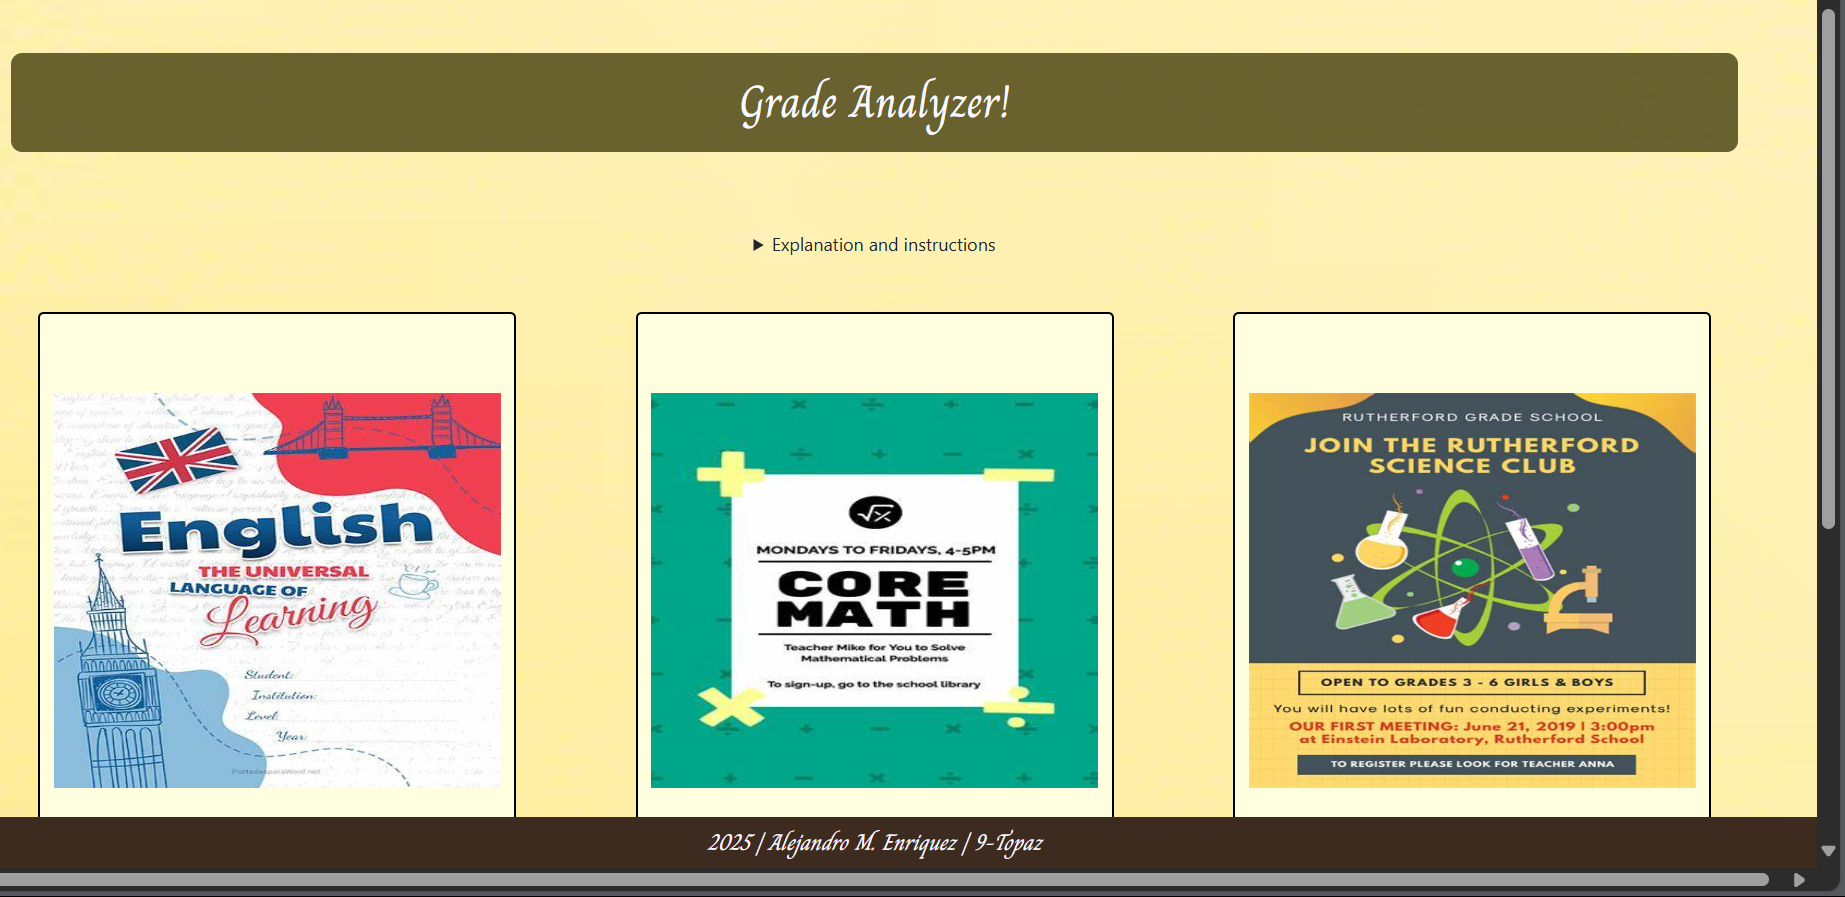 Grade Analyzer!
Explanation and instructions
English
THE UNIVERSAL
LANGUAGE OF
Learning
Student:
Institution:
Level:
Year:
PortadasparaWord.net
MONDAYS TO FRIDAYS, 4-5PM
CORE
MATH
Teacher Mike for You to Solve
Mathematical Problems
To sign-up, go to the school library
RUTHERFORD GRADE SCHOOL
JOIN THE RUTHERFORD
SCIENCE CLUB
OPEN TO GRADES 3 - 6 GIRLS & BOYS
You will have lots of fun conducting experiments!
OUR FIRST MEETING: June 21, 2019 | 3:00pm
at Einstein Laboratory, Rutherford School
TO REGISTER PLEASE LOOK FOR TEACHER ANNA
2025 | Alejandro M. Enriquez | 9-Topaz